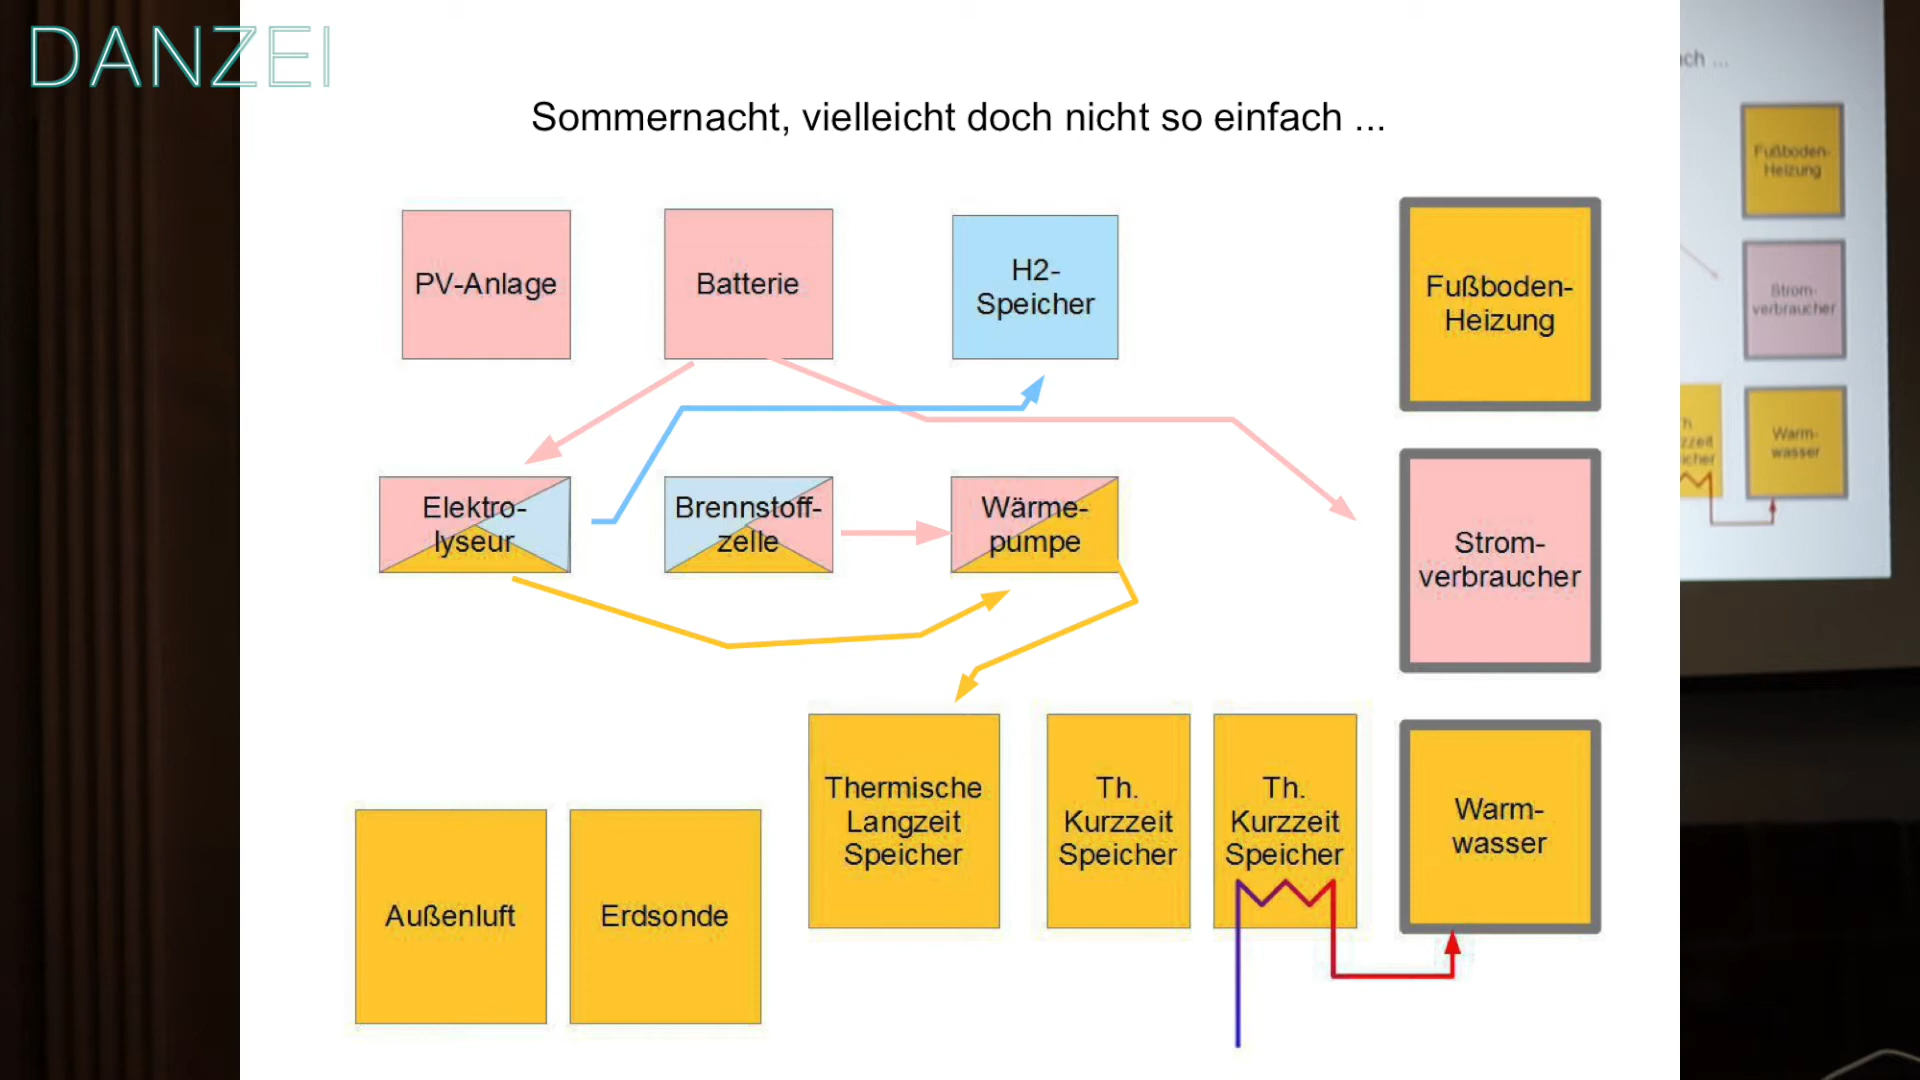 DANZEI
Sommernacht, vielleicht doch nicht so einfach ...
PV-Anlage
Batterie
H2-
Speicher
Fußboden-
Heizung
Elektro-
lyseur
Brennstoff-
zelle
Wärme-
pumpe
Strom-
verbraucher
Thermische
Langzeit
Speicher
Th.
Kurzzeit
Speicher
Th.
Kurzzeit
Speicher
Warm-
wasser
Außenluft
Erdsonde
ch ...
Fußboden-
Heizung
Strom-
verbraucher
Warm-
wasser